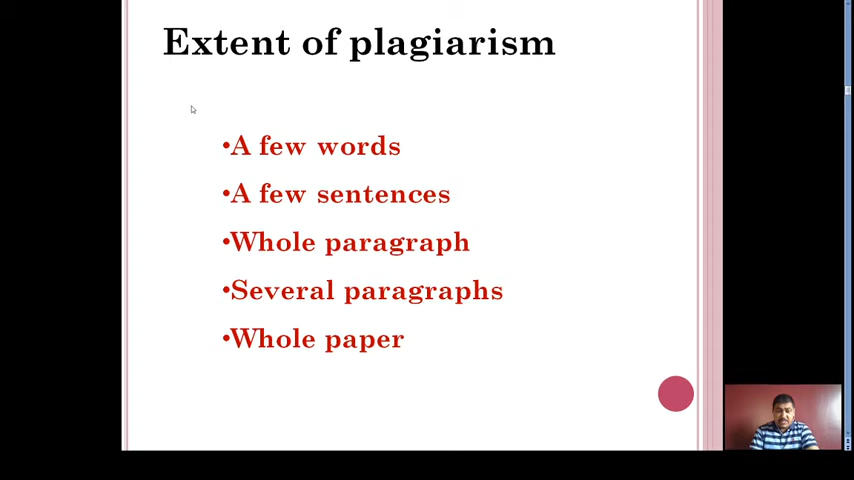 Extent of plagiarism
•A few words
•A few sentences
•Whole paragraph
•Several paragraphs
•Whole paper